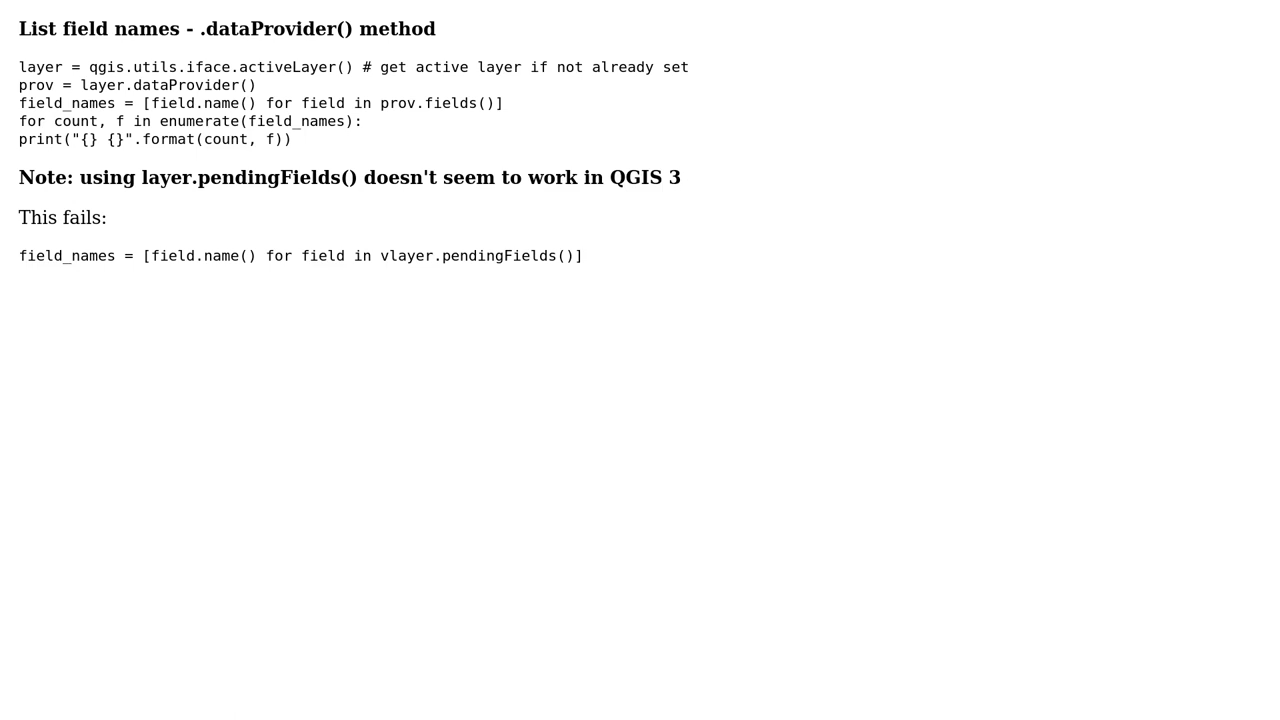 List field names - .dataProvider() method
layer = qgis.utils.iface.activeLayer() # get active layer if not already set
prov = layer.dataProvider()
field_names = [field.name() for field in prov.fields()]
for count, f in enumerate(field_names):
print("{} {}".format(count, f))
Note: using layer.pendingFields() doesn't seem to work in QGIS 3
This fails:
field_names = [field.name() for field in vlayer.pendingFields()]